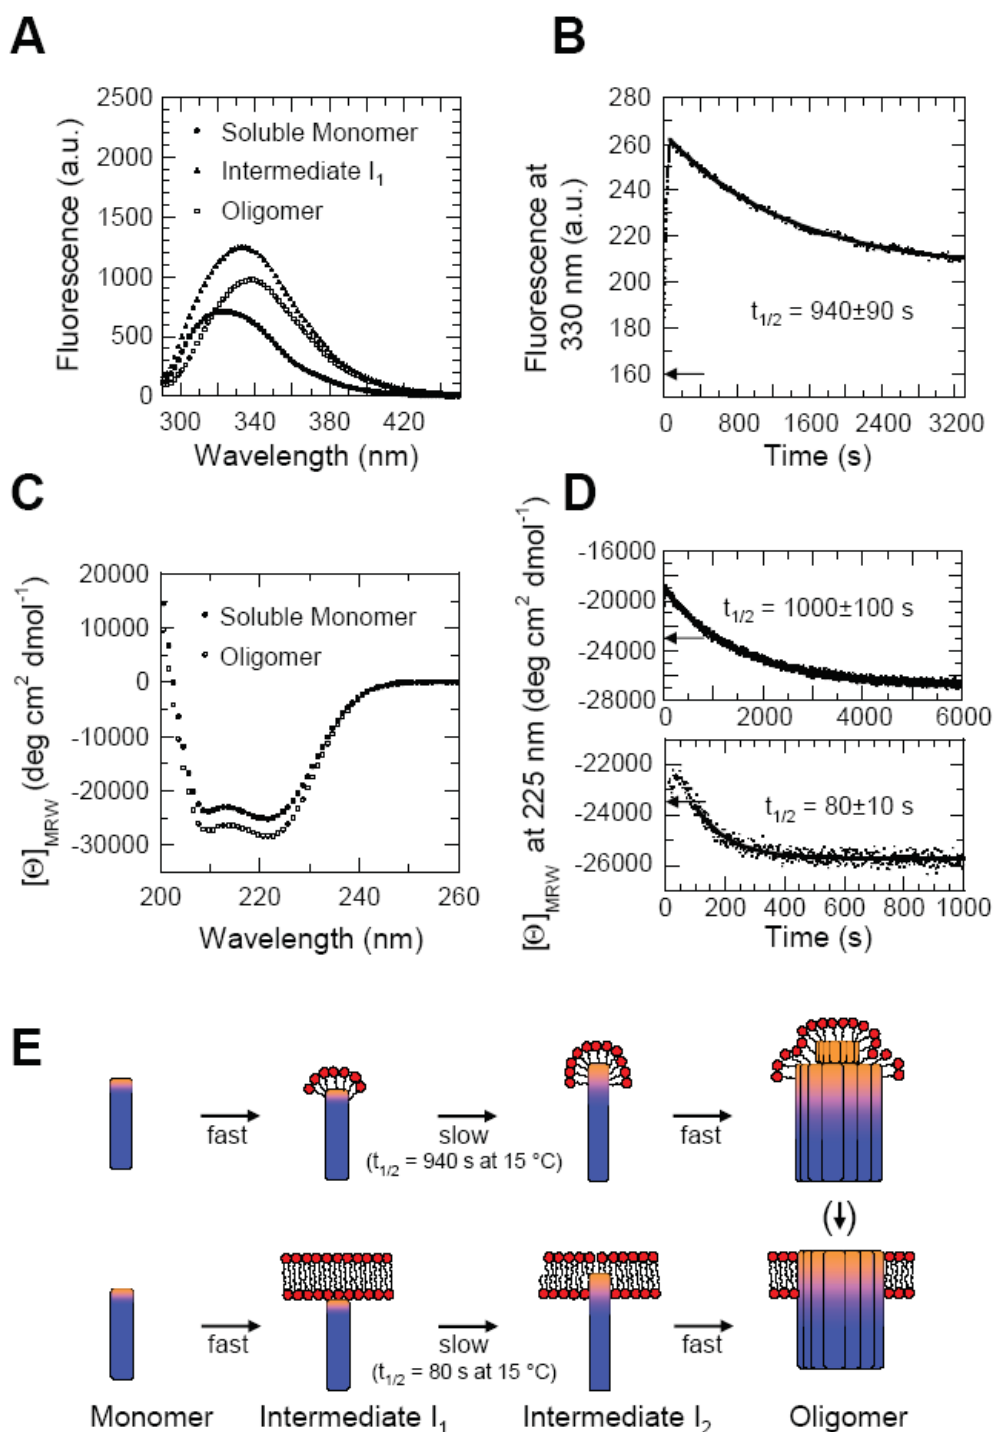 A
Fluorescence (a.u.)
2500
2000
1500
1000
500
0
Soluble Monomer
Intermediate I₁
Oligomer
300 340 380 420
Wavelength (nm)
B
Fluorescence at
330 nm (a.u.)
280
260
240
220
200
180
160
t₁/₂ = 940±90 s
0 800 1600 2400 3200
Time (s)
C
[Θ]MRW (deg cm² dmol⁻¹)
20000
10000
0
-10000
-20000
-30000
Soluble Monomer
Oligomer
200 220 240 260
Wavelength (nm)
D
[Θ]MRW at 225 nm (deg cm² dmol⁻¹)
-16000
-20000
-24000
-28000
t₁/₂ = 1000±100 s
0 2000 4000 6000
-22000
-24000
-26000
t₁/₂ = 80±10 s
0 200 400 600 800 1000
Time (s)
E
fast
slow
(t₁/₂ = 940 s at 15 °C)
fast
fast
slow
(t₁/₂ = 80 s at 15 °C)
fast
Monomer
Intermediate I₁
Intermediate I₂
Oligomer